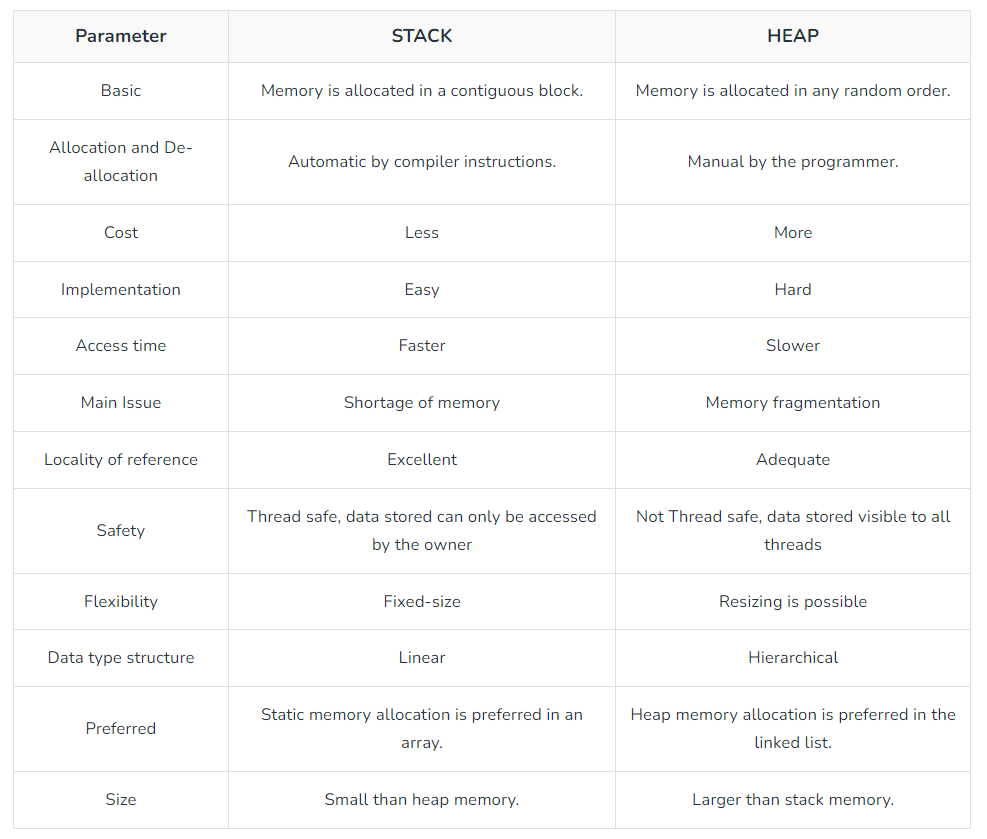 Parameter STACK HEAP
Basic Memory is allocated in a contiguous block. Memory is allocated in any random order.
Allocation and De-
allocation Automatic by compiler instructions. Manual by the programmer.
Cost Less More
Implementation Easy Hard
Access time Faster Slower
Main Issue Shortage of memory Memory fragmentation
Locality of reference Excellent Adequate
Safety Thread safe, data stored can only be accessed
by the owner Not Thread safe, data stored visible to all
threads
Flexibility Fixed-size Resizing is possible
Data type structure Linear Hierarchical
Preferred Static memory allocation is preferred in an
array. Heap memory allocation is preferred in the
linked list.
Size Small than heap memory. Larger than stack memory.